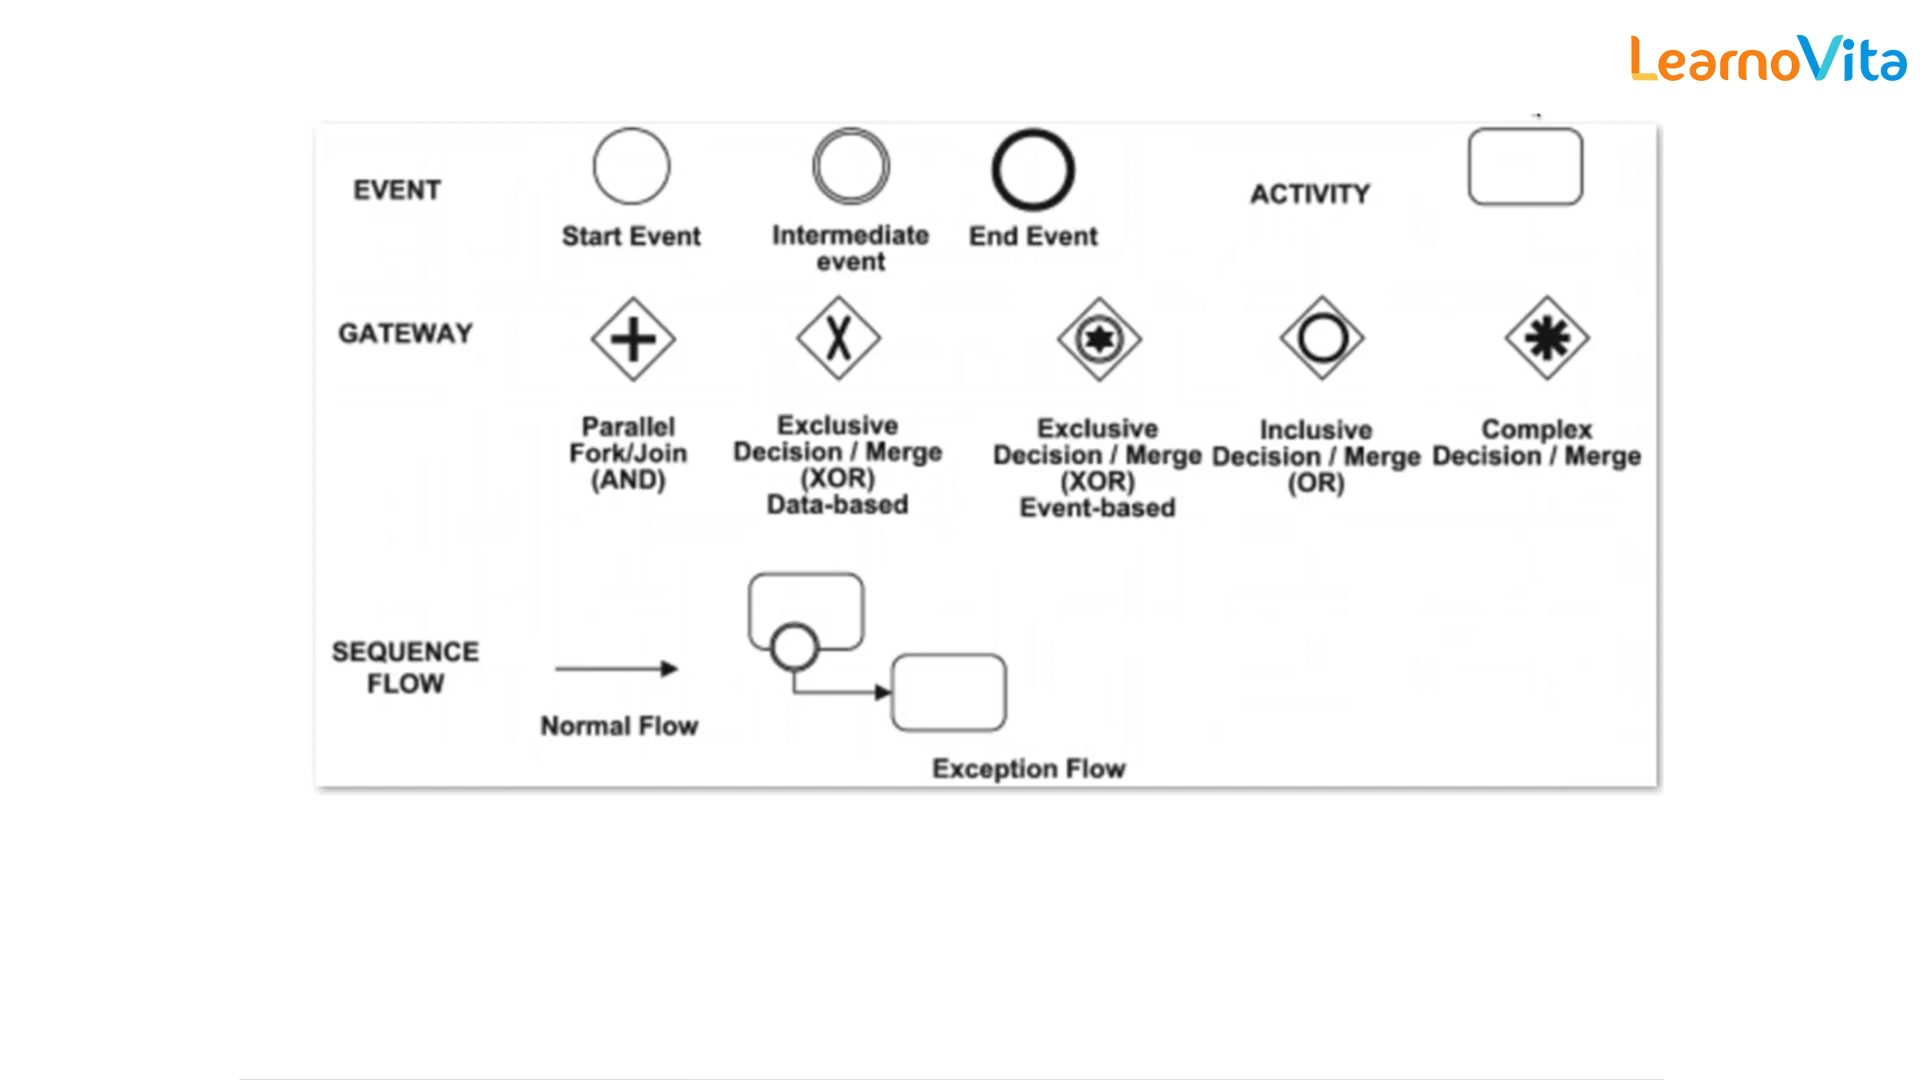 LearnoVita
EVENT
Start Event
Intermediate
event
End Event
ACTIVITY
GATEWAY
Parallel
Fork/Join
(AND)
Exclusive
Decision / Merge
(XOR)
Data-based
Exclusive
Decision / Merge
(XOR)
Event-based
Inclusive
Decision / Merge
(OR)
Complex
Decision / Merge
SEQUENCE
FLOW
Normal Flow
Exception Flow